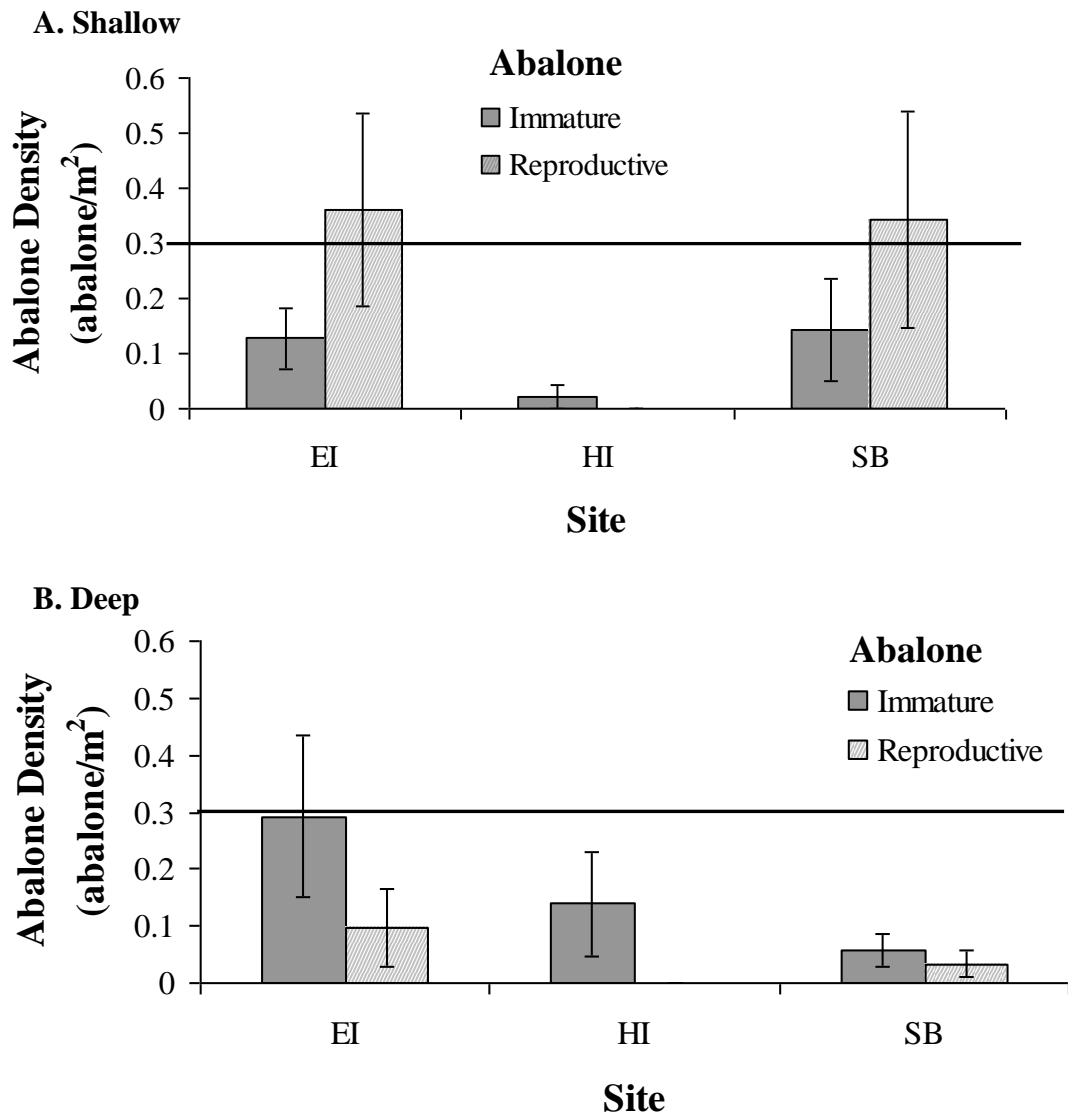 A. Shallow
Abalone
Immature
Reproductive
Abalone Density
(abalone/m²)
0.6
0.5
0.4
0.3
0.2
0.1
0
EI HI SB
Site
B. Deep
Abalone
Immature
Reproductive
Abalone Density
(abalone/m²)
0.6
0.5
0.4
0.3
0.2
0.1
0
EI HI SB
Site